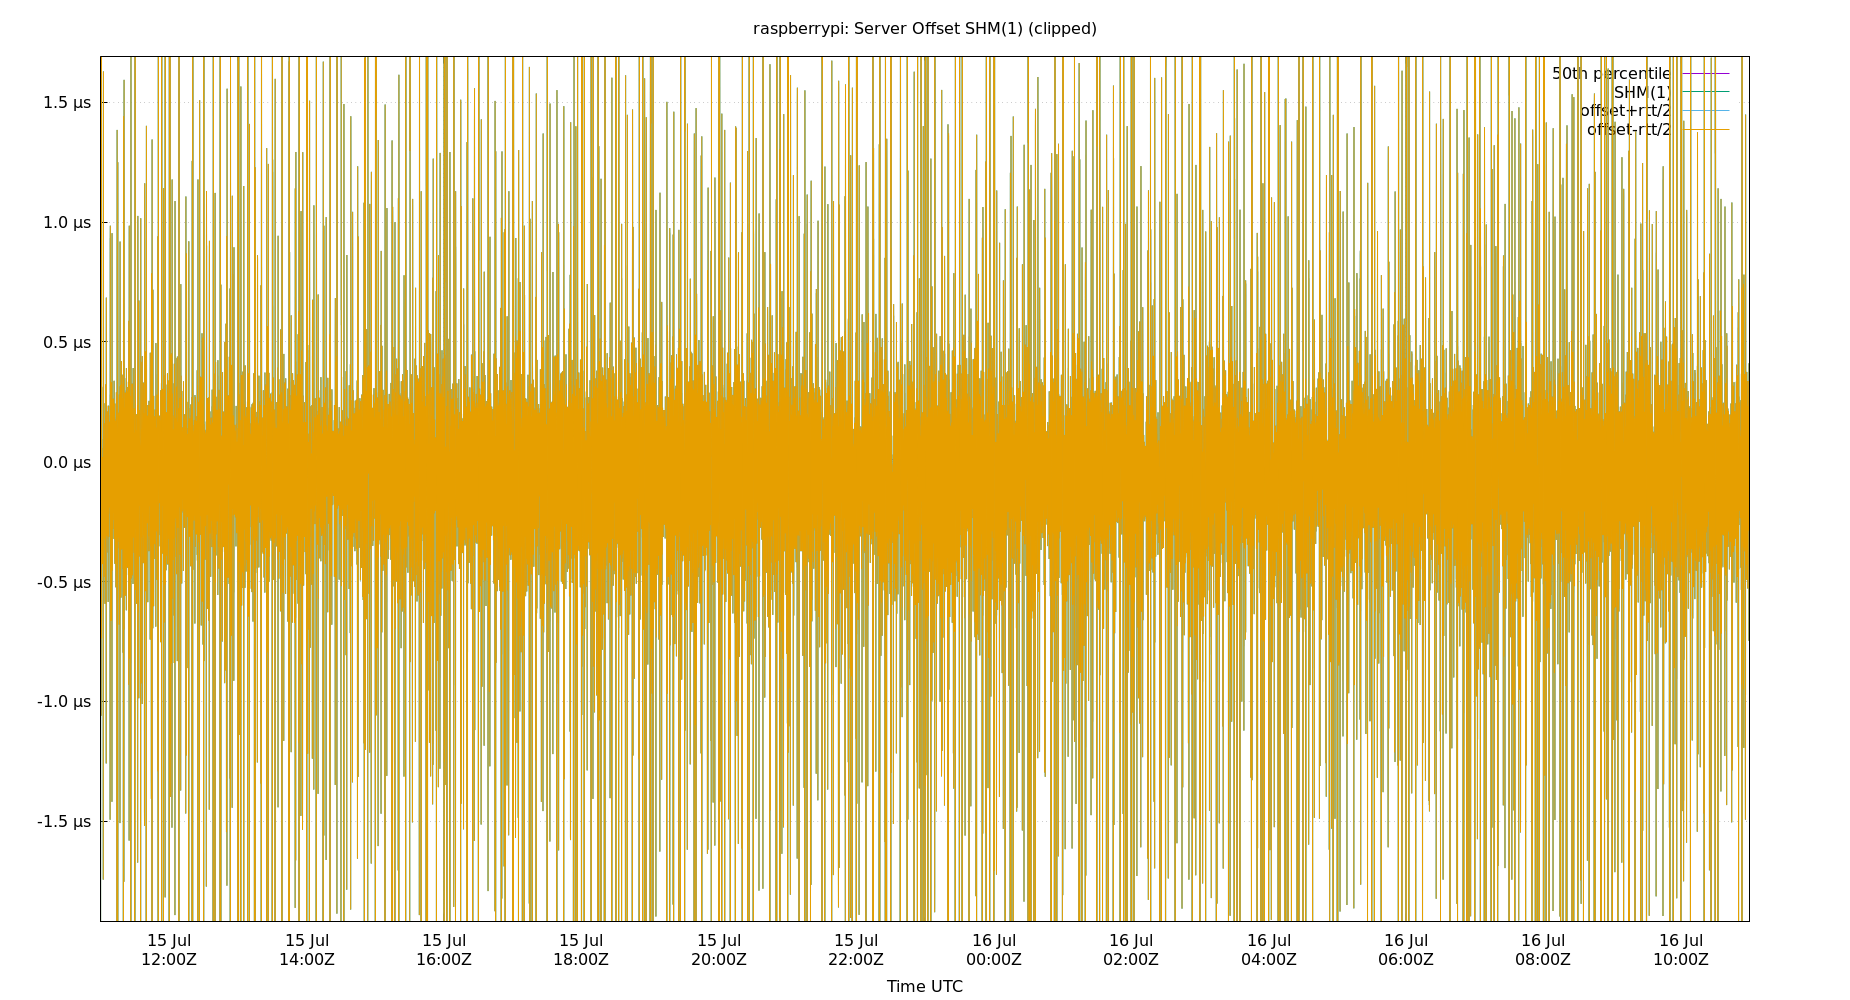 raspberrypi: Server Offset SHM(1) (clipped)
50th percentile
SHM(1)
offset+rtt/2
offset-rtt/2
1.5 µs
1.0 µs
0.5 µs
0.0 µs
-0.5 µs
-1.0 µs
-1.5 µs
15 Jul 15 Jul 15 Jul 15 Jul 15 Jul 15 Jul 16 Jul 16 Jul 16 Jul 16 Jul 16 Jul 16 Jul
12:00Z 14:00Z 16:00Z 18:00Z 20:00Z 22:00Z 00:00Z 02:00Z 04:00Z 06:00Z 08:00Z 10:00Z
Time UTC